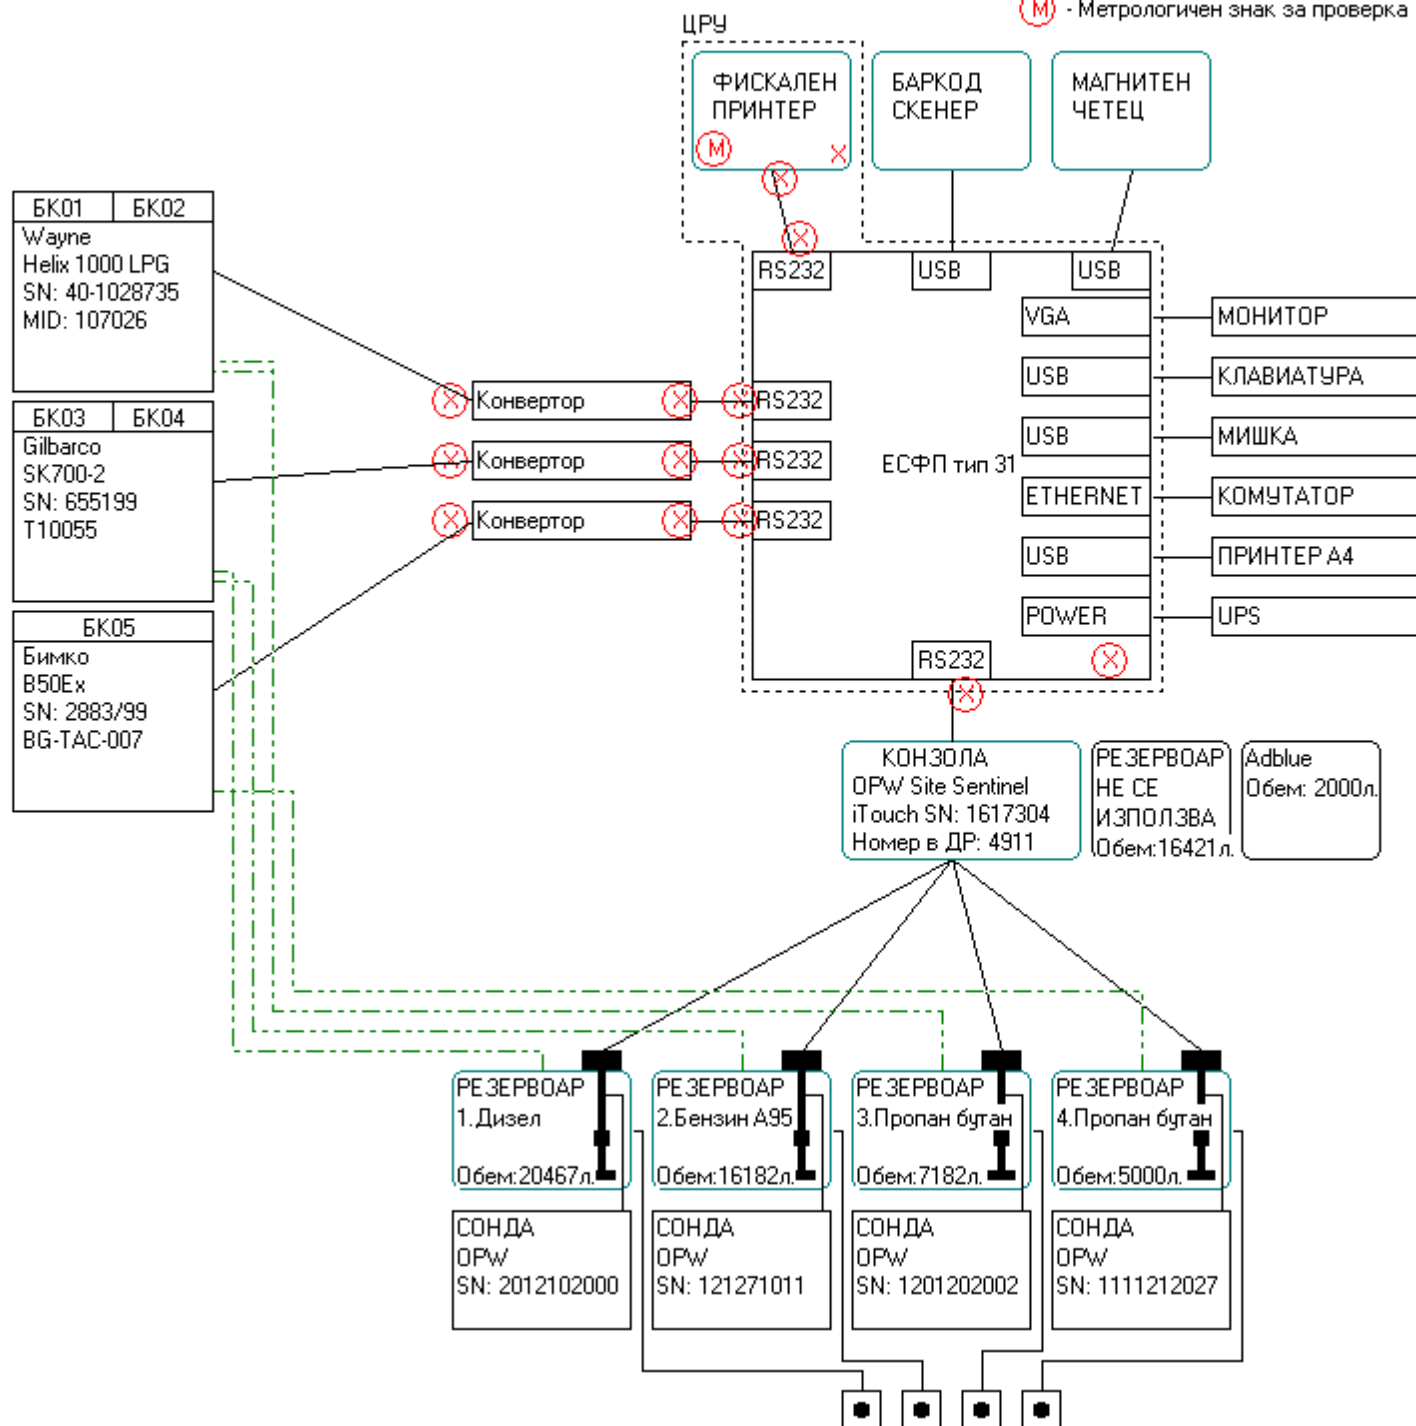 М - Метрологичен знак за проверка
ЦРУ
ФИСКАЛЕН
ПРИНТЕР
М
БАРКОД
СКЕНЕР
МАГНИТЕН
ЧЕТЕЦ
RS232
USB
USB
БК01 БК02
Wayne
Helix 1000 LPG
SN: 40-1028735
MID: 107026
БК03 БК04
Gilbarco
SK700-2
SN: 655199
T10055
БК05
Бимко
B50Ex
SN: 2883/99
BG-TAC-007
Конвертор
RS232
Конвертор
RS232
Конвертор
RS232
ЕСФП тип 31
VGA
МОНИТОР
USB
КЛАВИАТУРА
USB
МИШКА
ETHERNET
КОМУТАТОР
USB
ПРИНТЕР А4
POWER
UPS
RS232
КОНЗОЛА
OPW Site Sentinel
iTouch SN: 1617304
Номер в ДР: 4911
РЕЗЕРВОАР
НЕ СЕ
ИЗПОЛЗВА
Обем:16421л.
Adblue
Обем: 2000л.
РЕЗЕРВОАР
1.Дизел
Обем:20467л.
РЕЗЕРВОАР
2.Бензин А95
Обем:16182л.
РЕЗЕРВОАР
3.Пропан бутан
Обем:7182л.
РЕЗЕРВОАР
4.Пропан бутан
Обем:5000л.
СОНДА
OPW
SN: 2012102000
СОНДА
OPW
SN: 121271011
СОНДА
OPW
SN: 1201202002
СОНДА
OPW
SN: 1111212027